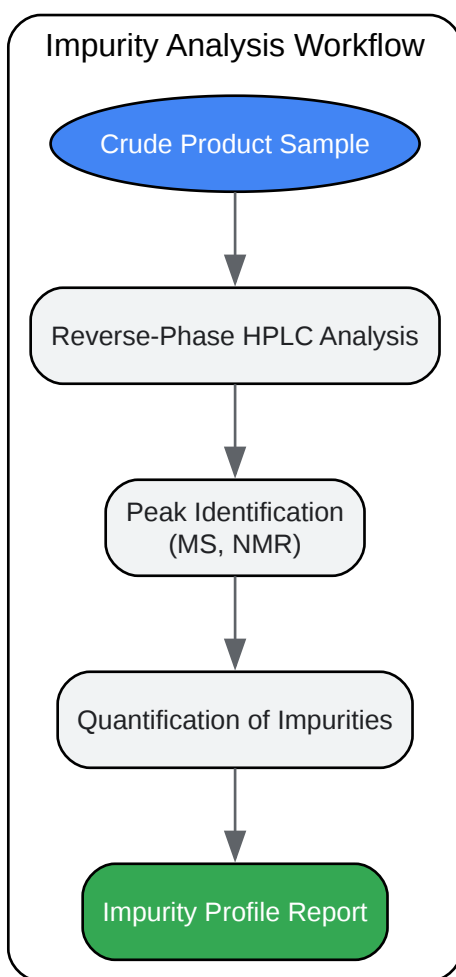 Impurity Analysis Workflow
Crude Product Sample
Reverse-Phase HPLC Analysis
Peak Identification
(MS, NMR)
Quantification of Impurities
Impurity Profile Report